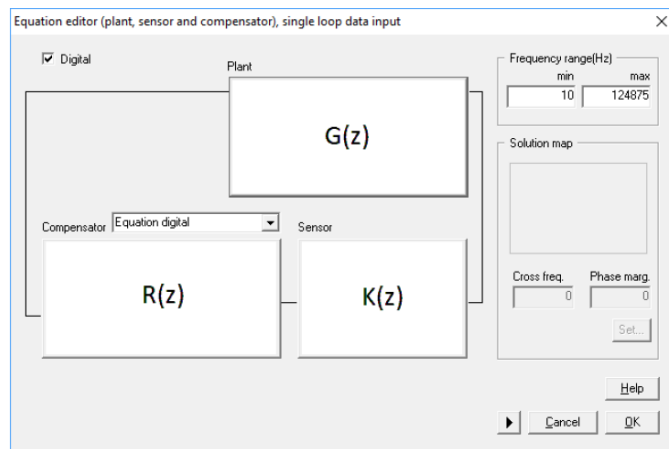 Equation editor (plant, sensor and compensator), single loop data input
Digital
Plant
G(z)
Compensator
Equation digital
R(z)
Sensor
K(z)
Frequency range(Hz)
min max
10 124875
Solution map
Cross freq. Phase marg.
0 0
Set...
Help
Cancel OK